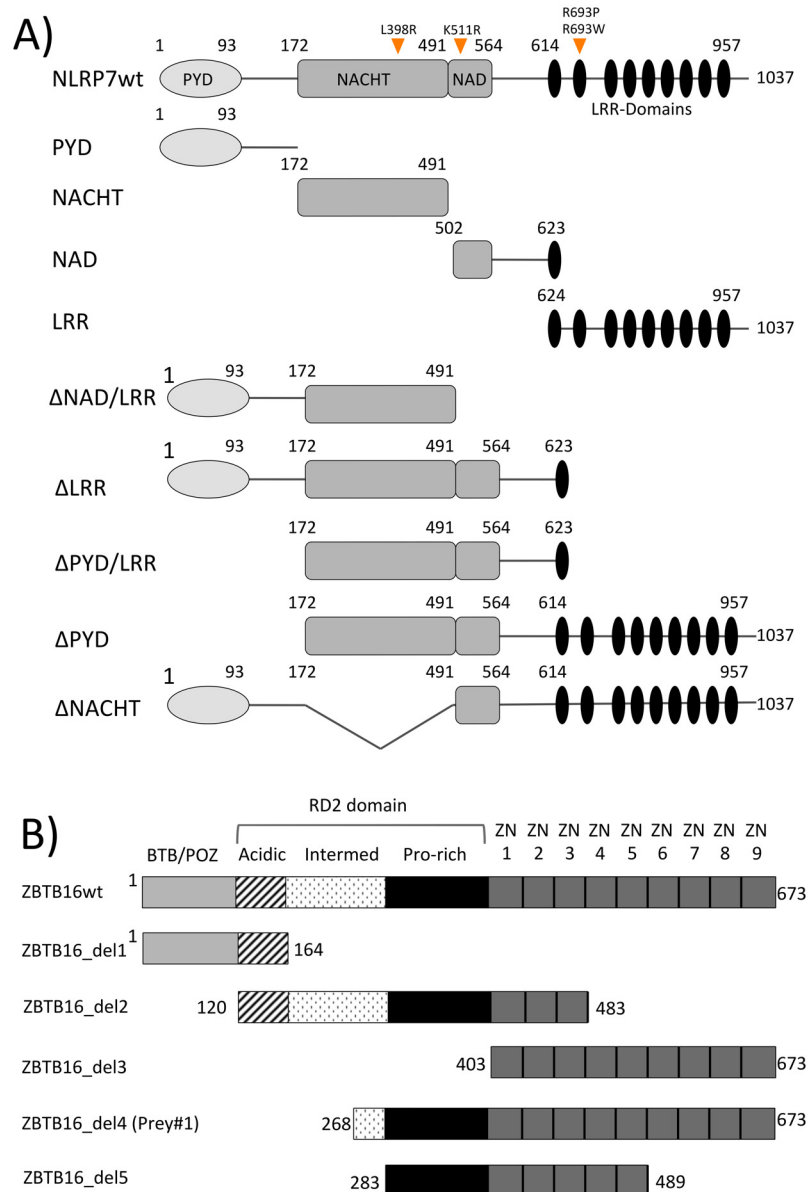 A)
L398R K511R R693P
R693W
1 93 172 491 564 614 957
NLRP7wt PYD NACHT NAD 1037
LRR-Domains
1 93
PYD
172 491
NACHT
502 623
NAD
624 957
LRR 1037
1 93 172 491
ΔNAD/LRR
1 93 172 491 564 623
ΔLRR
172 491 564 623
ΔPYD/LRR
172 491 564 614 957
ΔPYD 1037
1 93 172 491 564 614 957
ΔNACHT 1037
B)
RD2 domain
ZN ZN ZN ZN ZN ZN ZN ZN ZN
BTB/POZ Acidic Intermed Pro-rich 1 2 3 4 5 6 7 8 9
ZBTB16wt 1 673
ZBTB16_del1 1 164
ZBTB16_del2 120 483
ZBTB16_del3 403 673
ZBTB16_del4 (Prey#1) 268 673
ZBTB16_del5 283 489